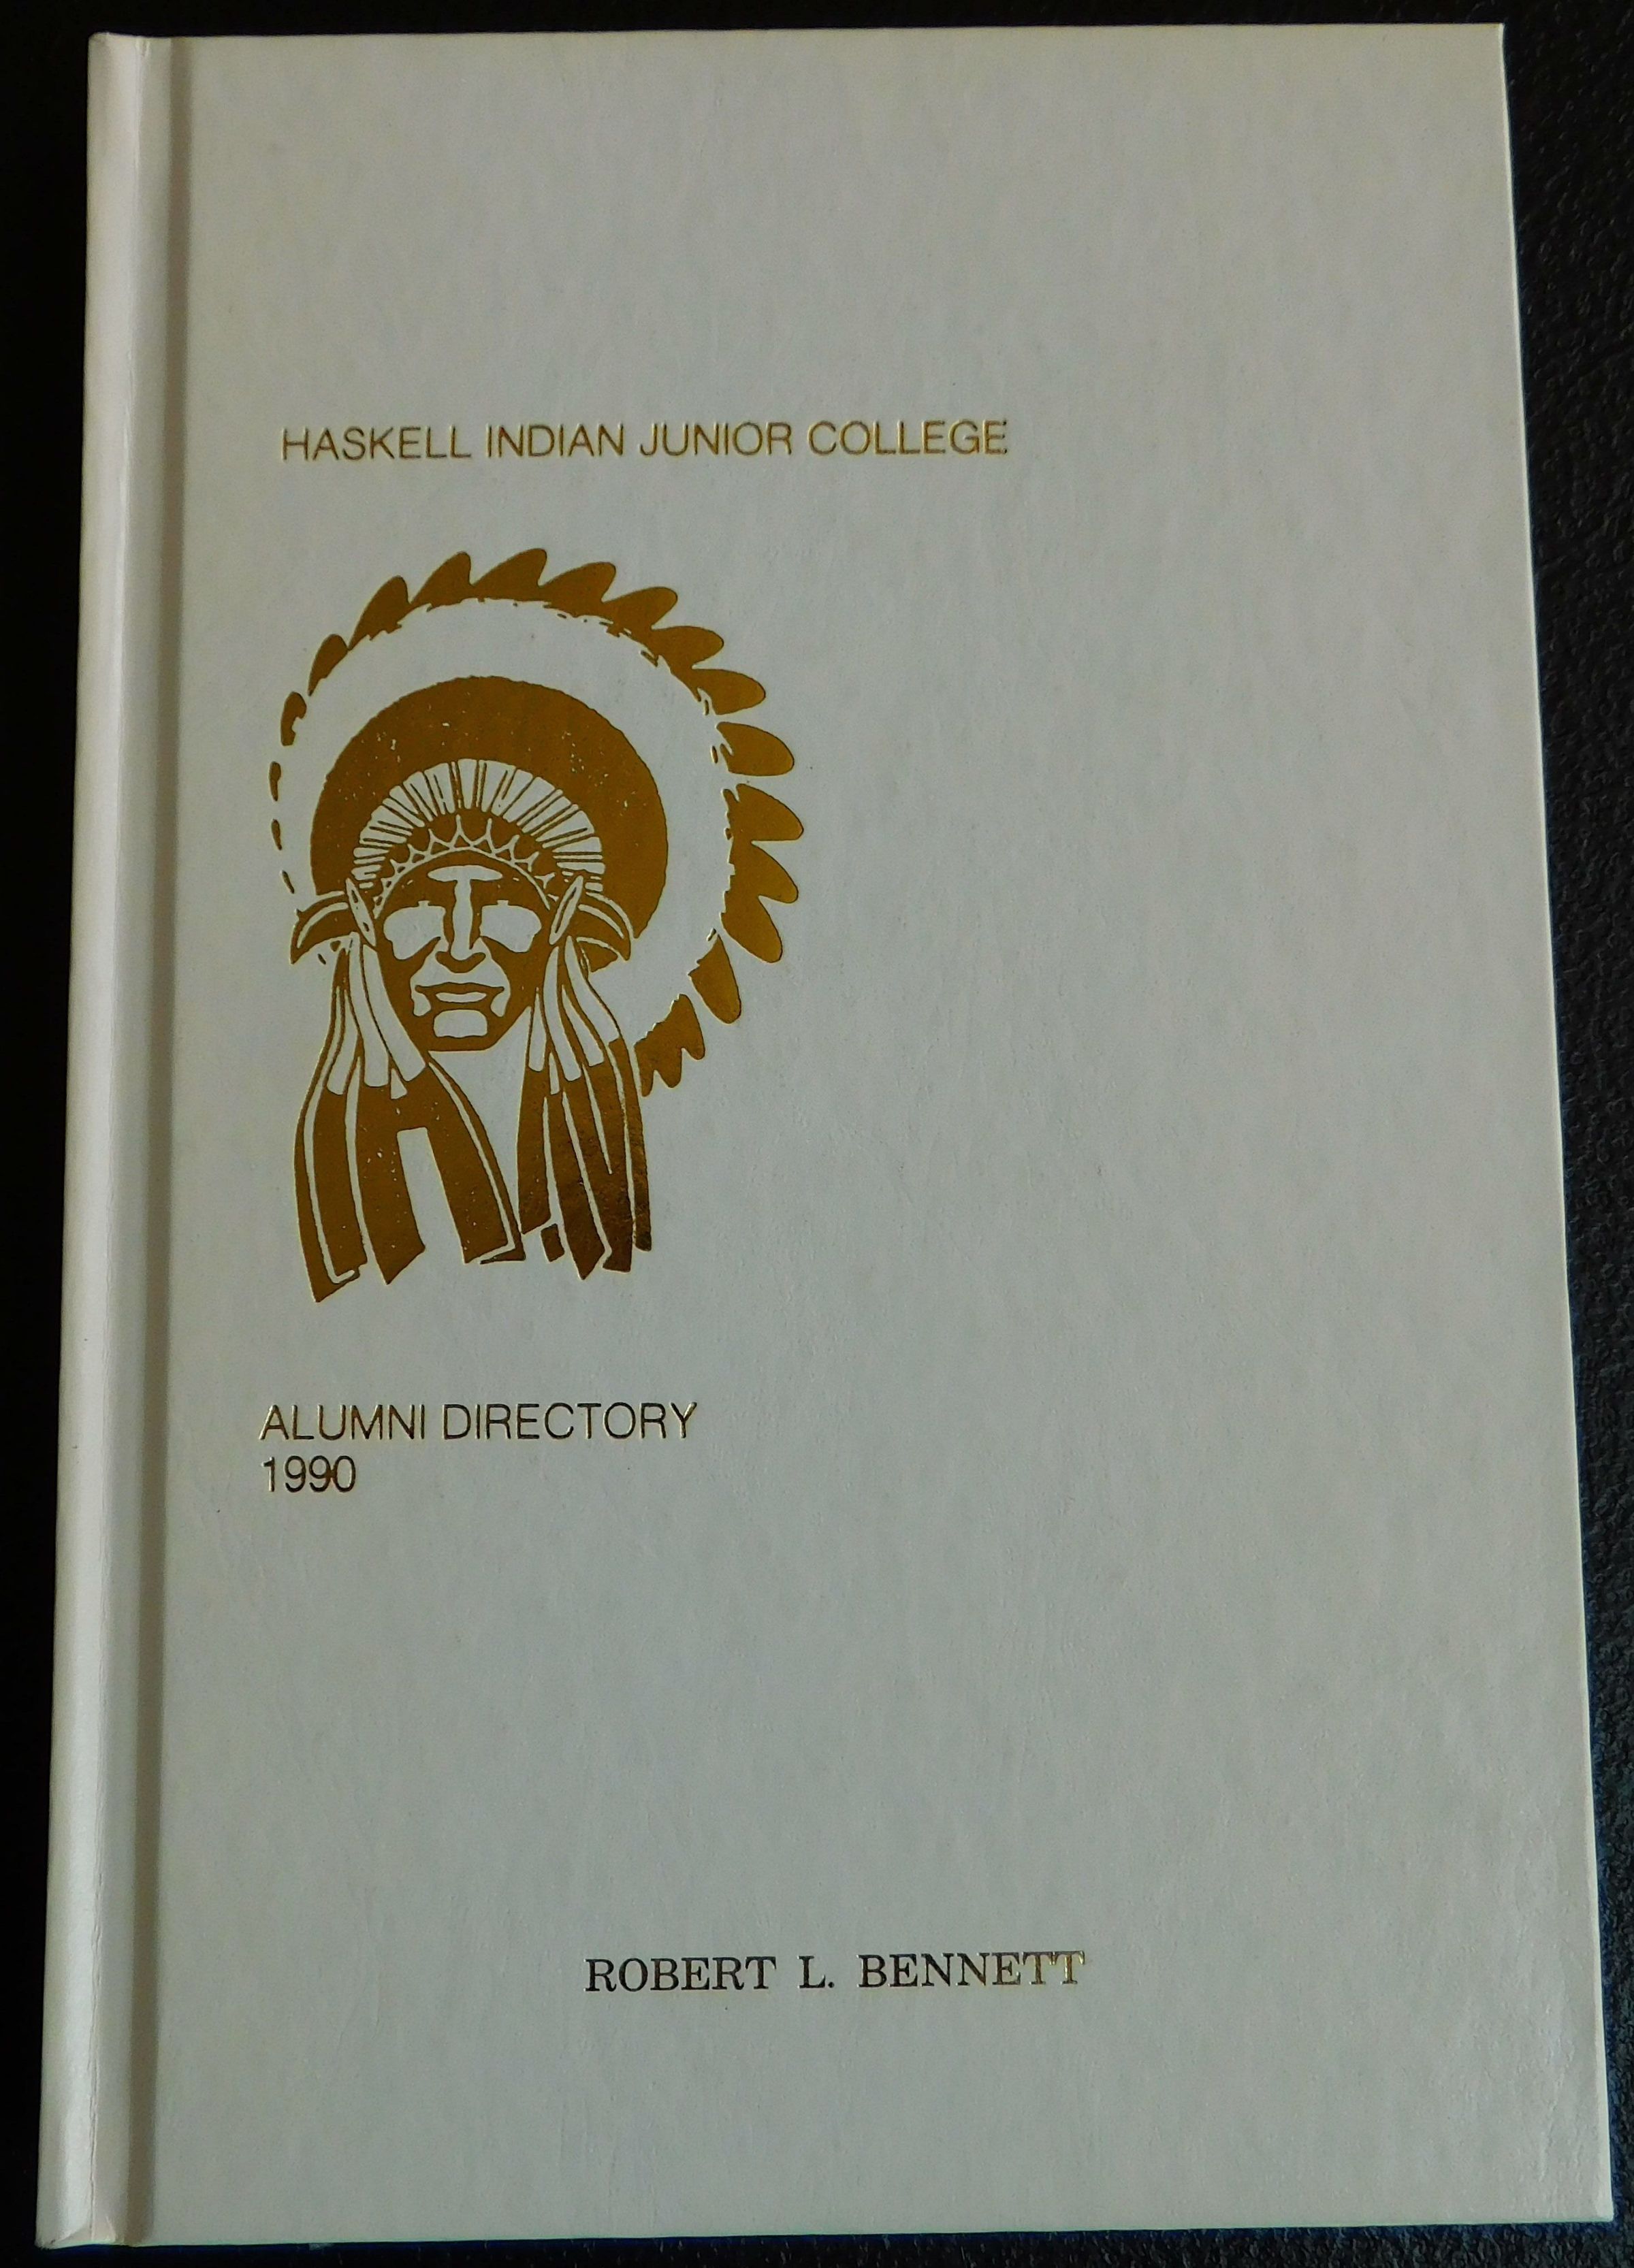 HASKELL INDIAN JUNIOR COLLEGE
ALUMNI DIRECTORY
1990
ROBERT L. BENNETT